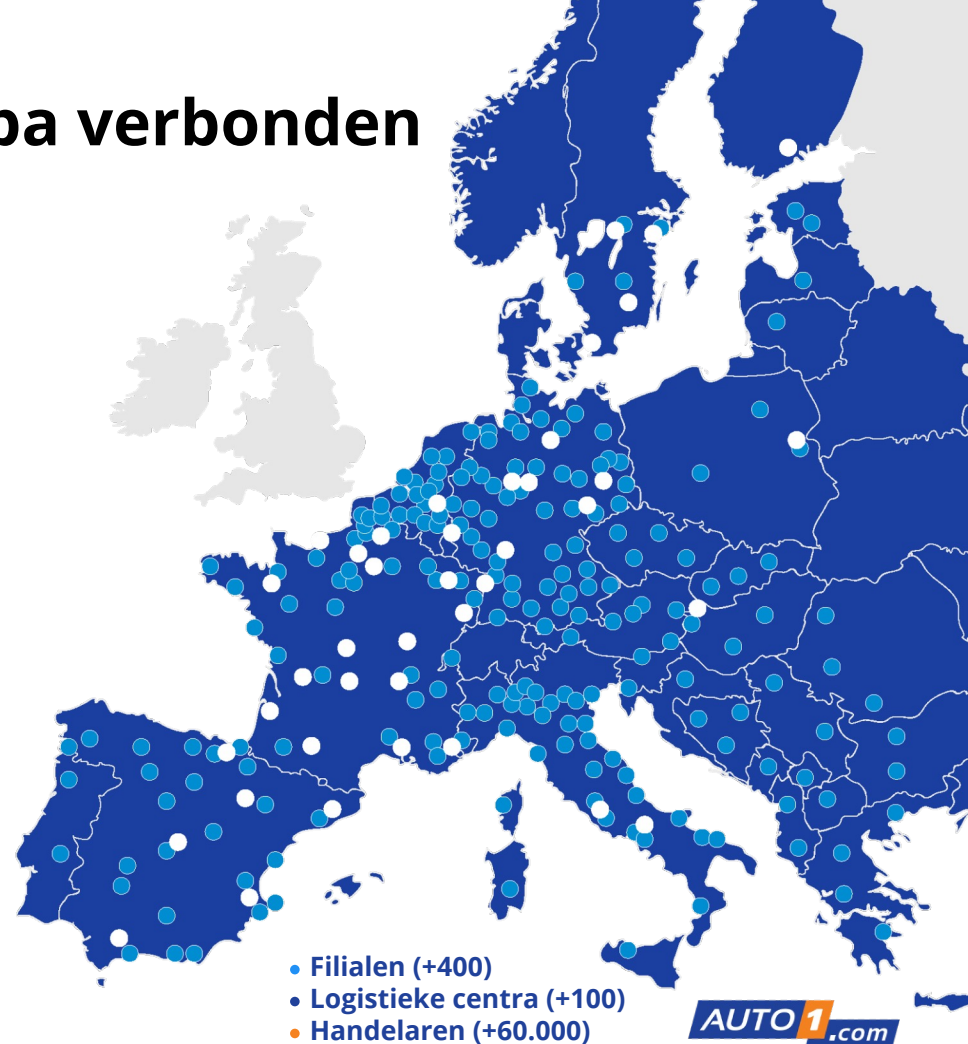 pa verbonden
Filialen (+400)
Logistieke centra (+100)
Handelaren (+60.000)
AUTO1.com